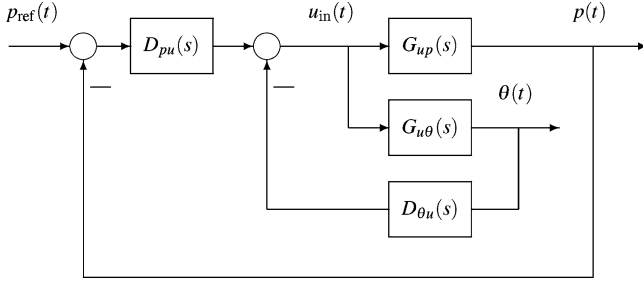 p_ref(t) u_in(t) p(t)
D_pu(s) G_up(s)
θ(t)
G_uθ(s)
D_θu(s)